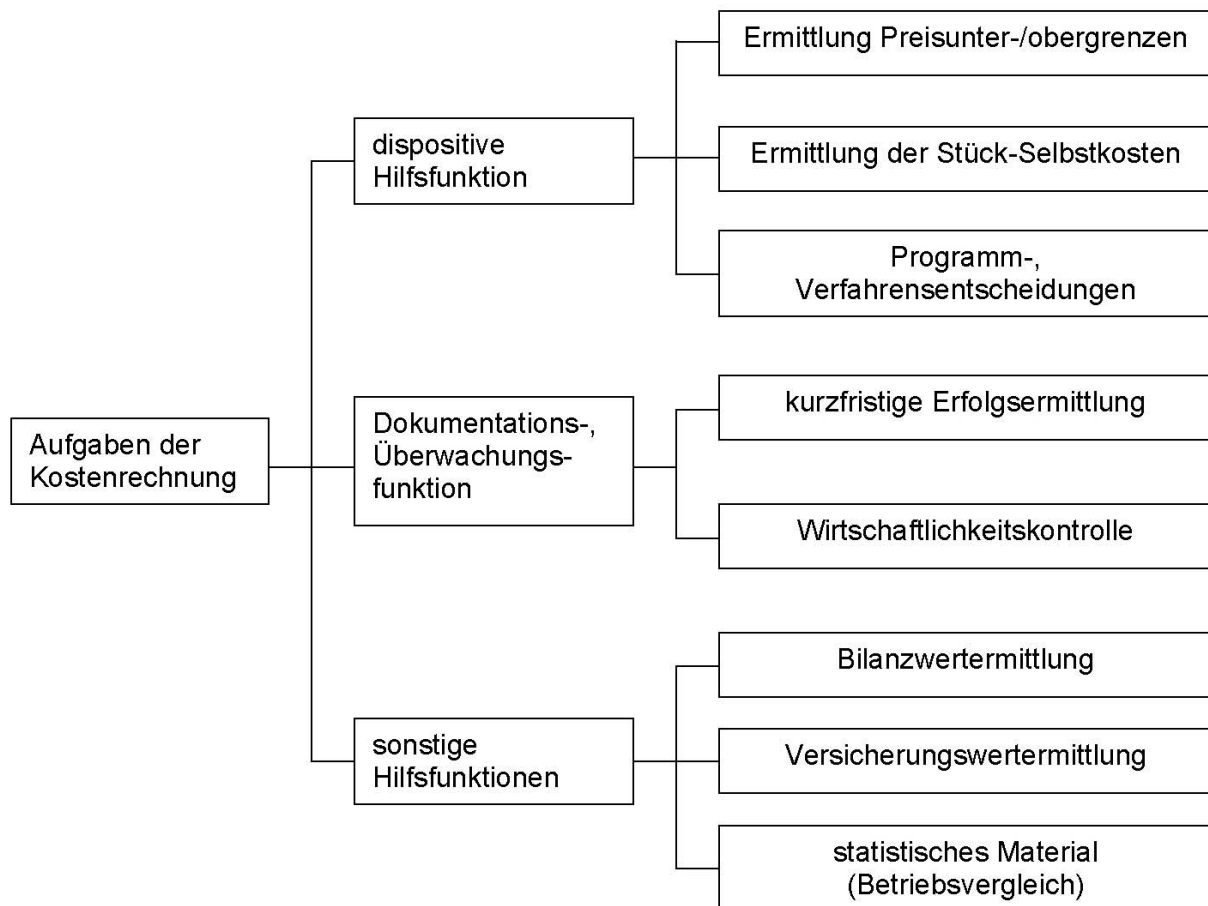 Aufgaben der
Kostenrechnung
dispositive
Hilfsfunktion
Ermittlung Preisunter-/obergrenzen
Ermittlung der Stück-Selbstkosten
Programm-,
Verfahrensentscheidungen
Dokumentations-,
Überwachungs-
funktion
kurzfristige Erfolgsermittlung
Wirtschaftlichkeitskontrolle
sonstige
Hilfsfunktionen
Bilanzwertermittlung
Versicherungswertermittlung
statistisches Material
(Betriebsvergleich)